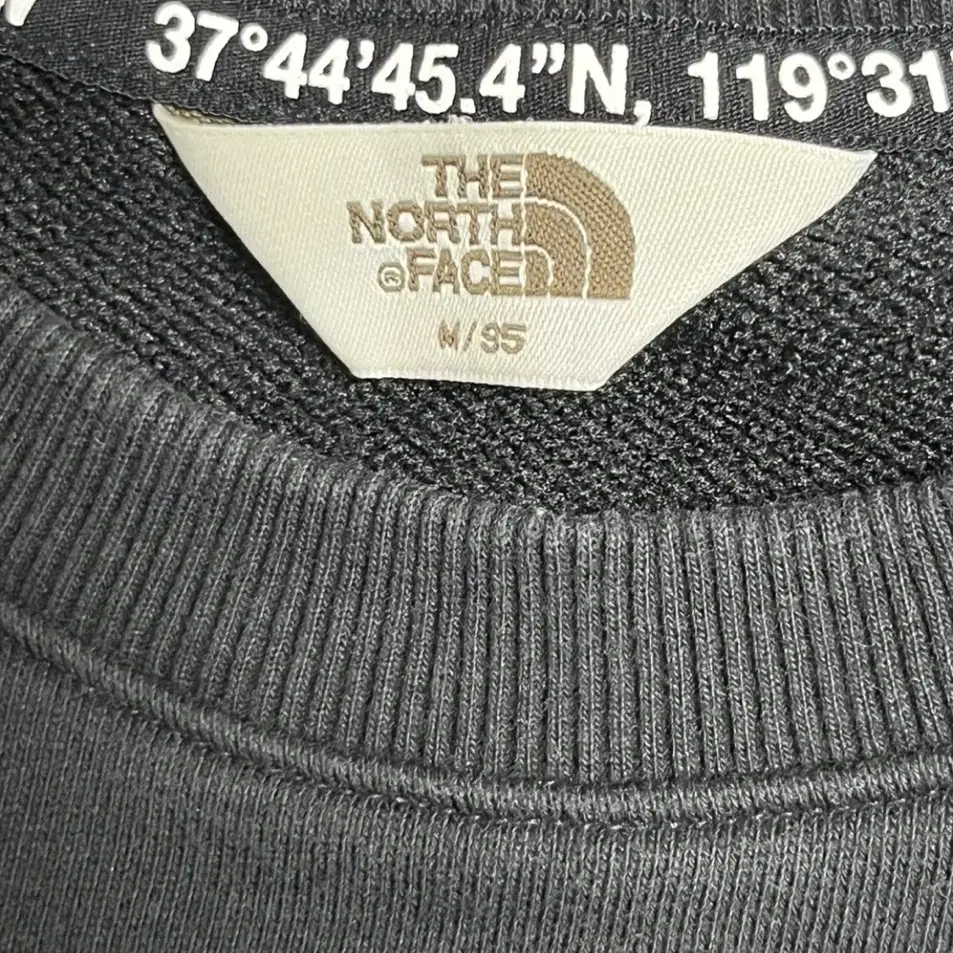 37°44'45.4"N, 119°31'
THE
NORTH
®FACE
M/95